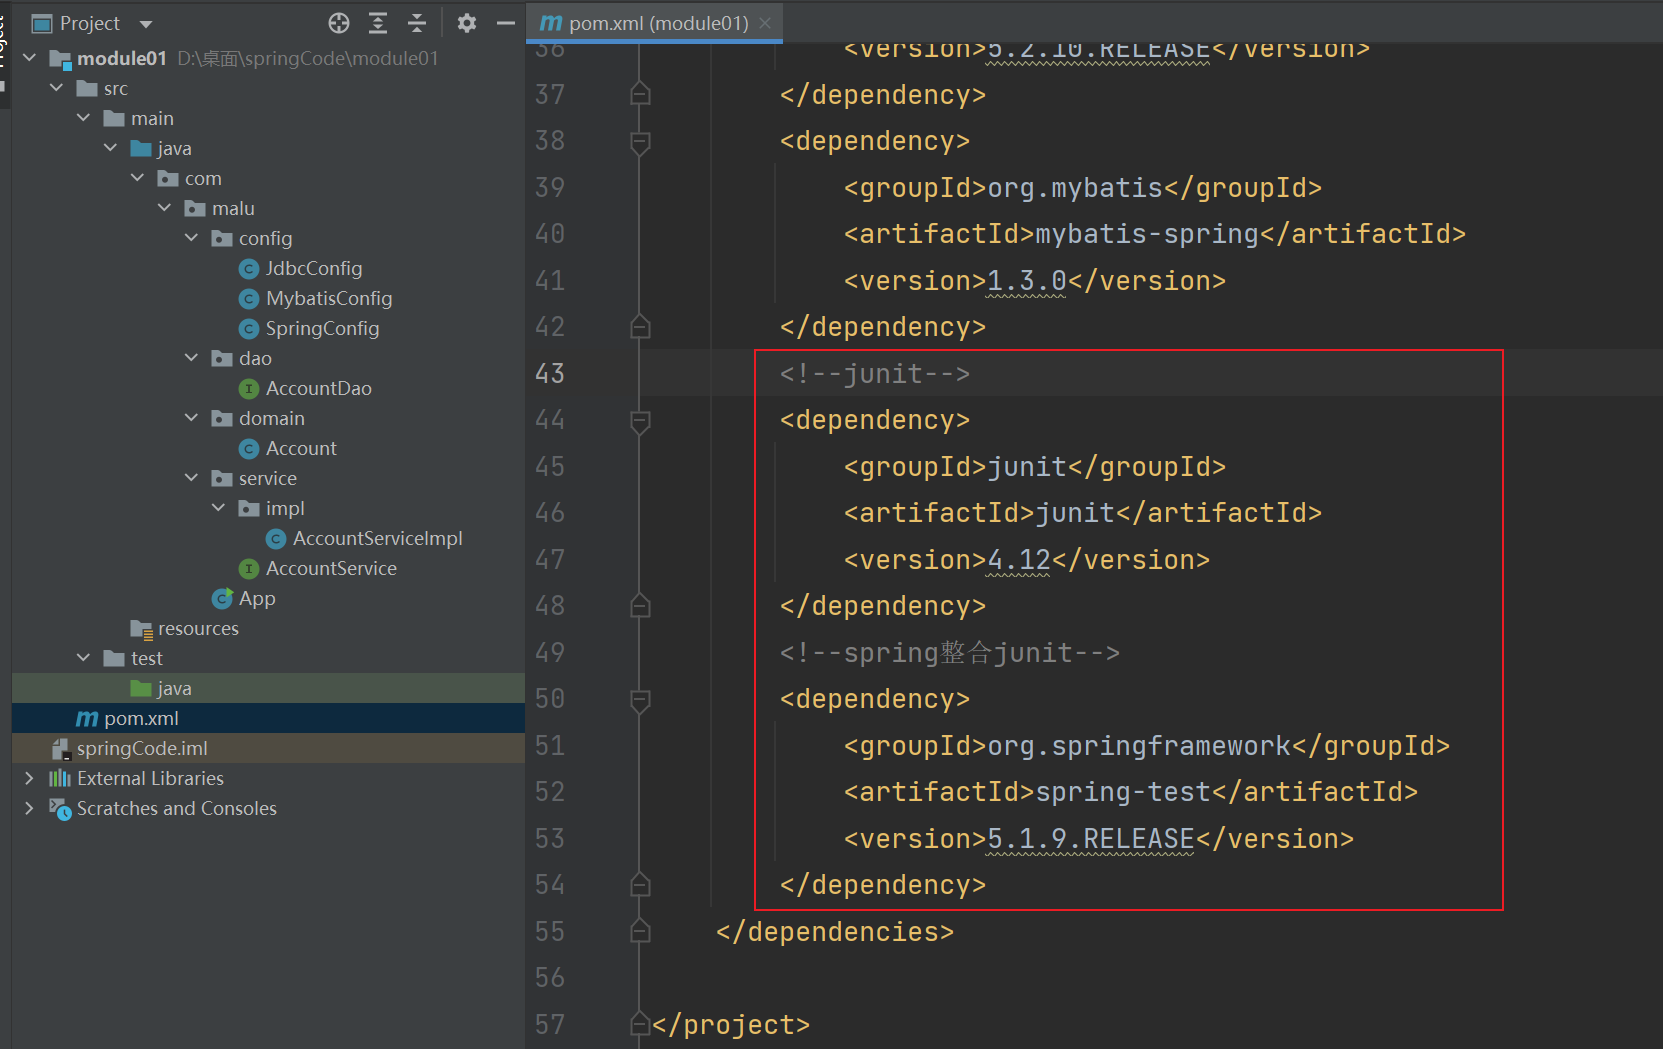 Project
module01 D:\桌面\springCode\module01
src
main
java
com
malu
config
JdbcConfig
MybatisConfig
SpringConfig
dao
AccountDao
domain
Account
service
impl
AccountServiceImpl
AccountService
App
resources
test
java
pom.xml
springCode.iml
External Libraries
Scratches and Consoles
pom.xml (module01)
36 <version>5.2.10.RELEASE</version>
37 </dependency>
38 <dependency>
39 <groupId>org.mybatis</groupId>
40 <artifactId>mybatis-spring</artifactId>
41 <version>1.3.0</version>
42 </dependency>
43 <!--junit-->
44 <dependency>
45 <groupId>junit</groupId>
46 <artifactId>junit</artifactId>
47 <version>4.12</version>
48 </dependency>
49 <!--spring整合junit-->
50 <dependency>
51 <groupId>org.springframework</groupId>
52 <artifactId>spring-test</artifactId>
53 <version>5.1.9.RELEASE</version>
54 </dependency>
55 </dependencies>
56
57 </project>